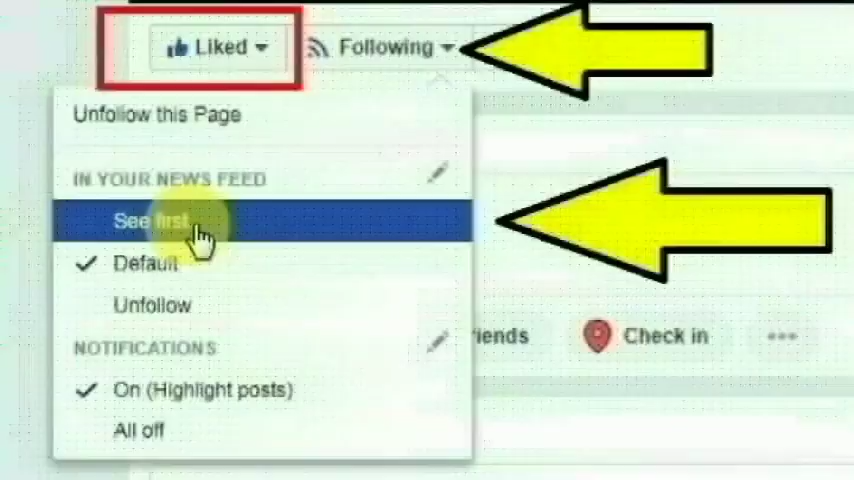 Liked Following
Unfollow this Page
IN YOUR NEWS FEED
See first
Default
Unfollow
NOTIFICATIONS
On (Highlight posts)
All off
riends Check in